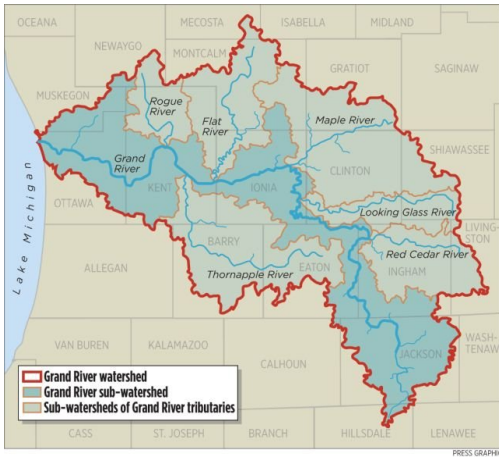 OCEANA
MECOSTA
ISABELLA
MIDLAND
NEWAYGO
MONTCALM
GRATIOT
SAGINAW
MUSKEGON
Rogue
River
Flat
River
Maple River
SHIAWASSEE
Grand
River
KENT
IONIA
CLINTON
OTTAWA
Looking Glass River
LIVING-
STON
Lake Michigan
BARRY
Red Cedar River
ALLEGAN
Thornapple River
EATON
INGHAM
VAN BUREN
KALAMAZOO
CALHOUN
JACKSON
WASH-
TENAW
Grand River watershed
Grand River sub-watershed
Sub-watersheds of Grand River tributaries
CASS
ST. JOSEPH
BRANCH
HILLSDALE
LENAWEE
PRESS GRAPHI